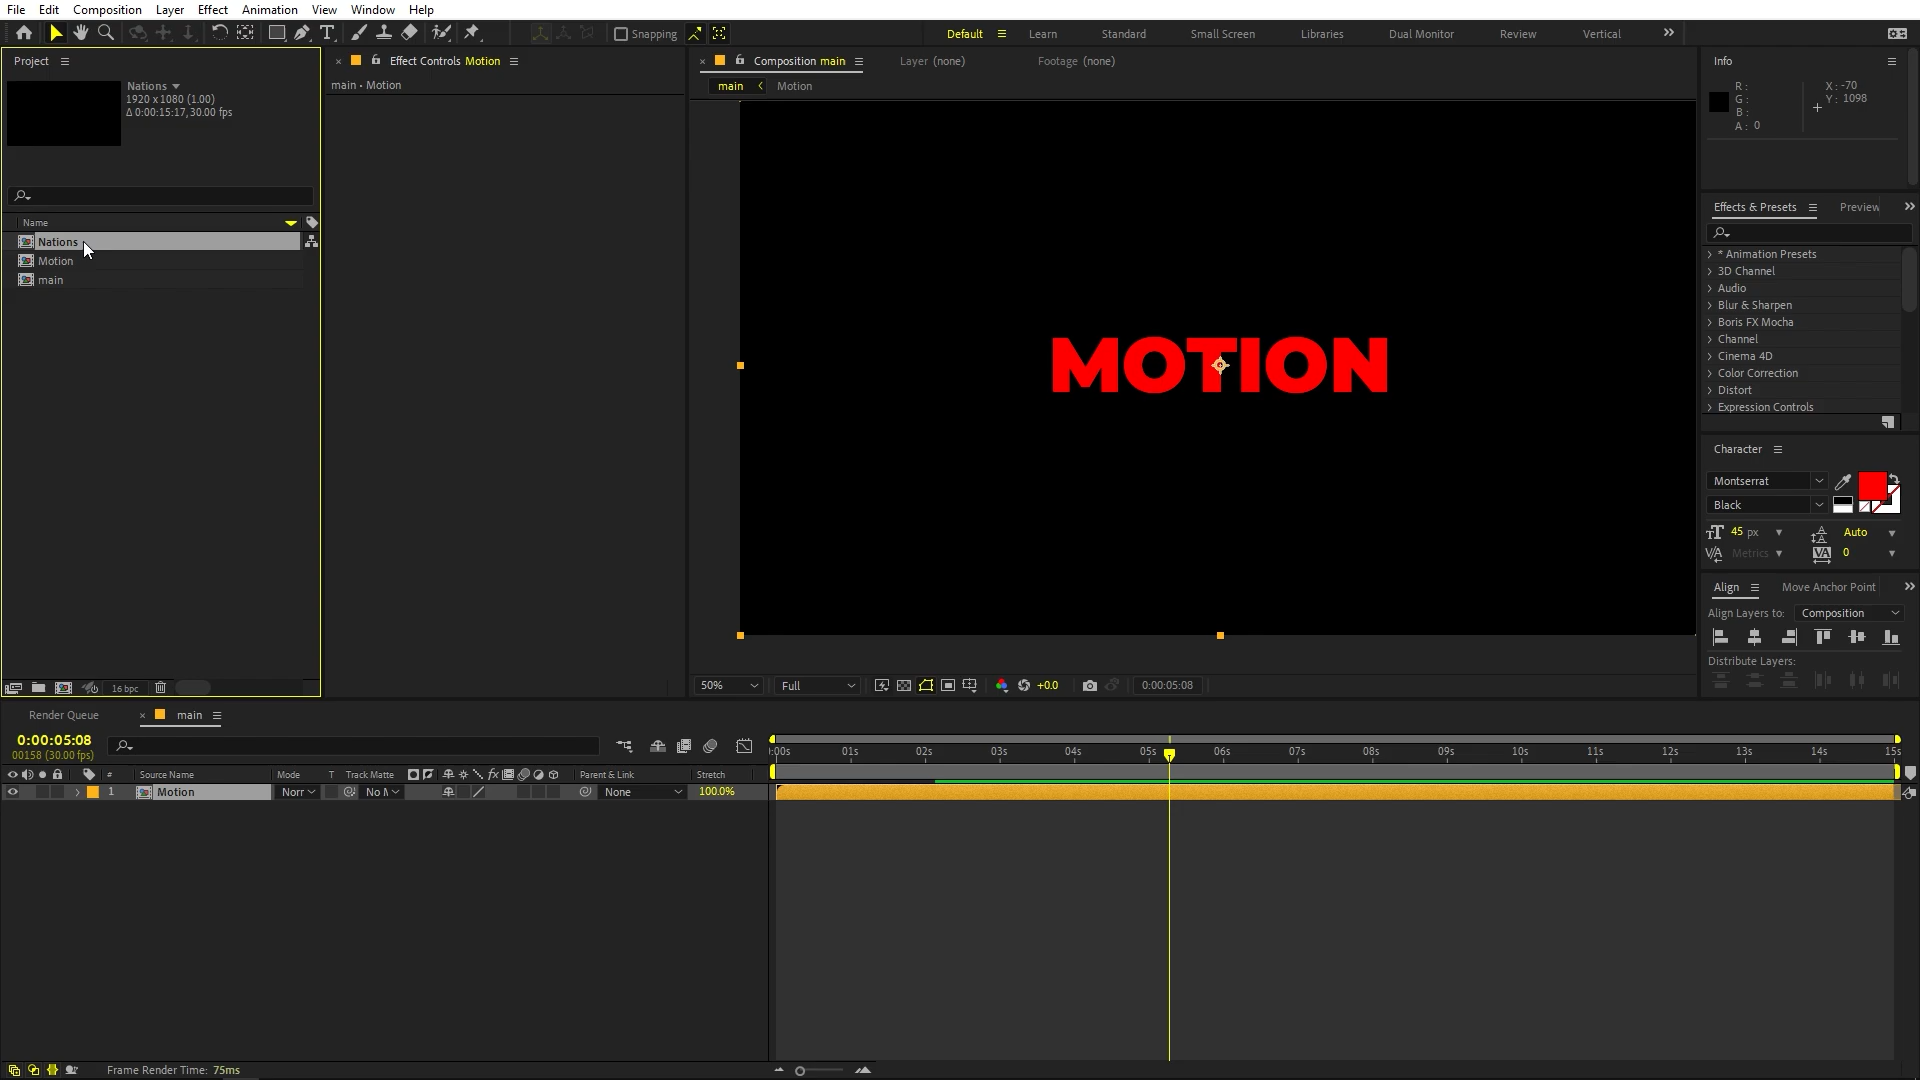 File Edit Composition Layer Effect Animation View Window Help
Snapping
Default Learn Standard Small Screen Libraries Dual Monitor Review Vertical
Project
Nations
1920 x 1080 (1.00)
Δ 0:00:15:17, 30.00 fps
Name
Nations
Motion
main
16 bpc
Effect Controls Motion
main • Motion
Composition main
Layer (none)
Footage (none)
main Motion
MOTION
50% Full +0.0 0:00:05:08
Info
R :
G :
B :
A : 0
X : -70
Y : 1098
Effects & Presets Preview
* Animation Presets
3D Channel
Audio
Blur & Sharpen
Boris FX Mocha
Channel
Cinema 4D
Color Correction
Distort
Expression Controls
Character
Montserrat
Black
45 px Auto
Metrics 0
Align Move Anchor Point
Align Layers to: Composition
Distribute Layers:
Render Queue main
0:00:05:08
00158 (30.00 fps)
:00s 01s 02s 03s 04s 05s 06s 07s 08s 09s 10s 11s 12s 13s 14s 15s
# Source Name Mode T Track Matte Parent & Link Stretch
1 Motion Norr No M None 100.0%
Frame Render Time: 75ms